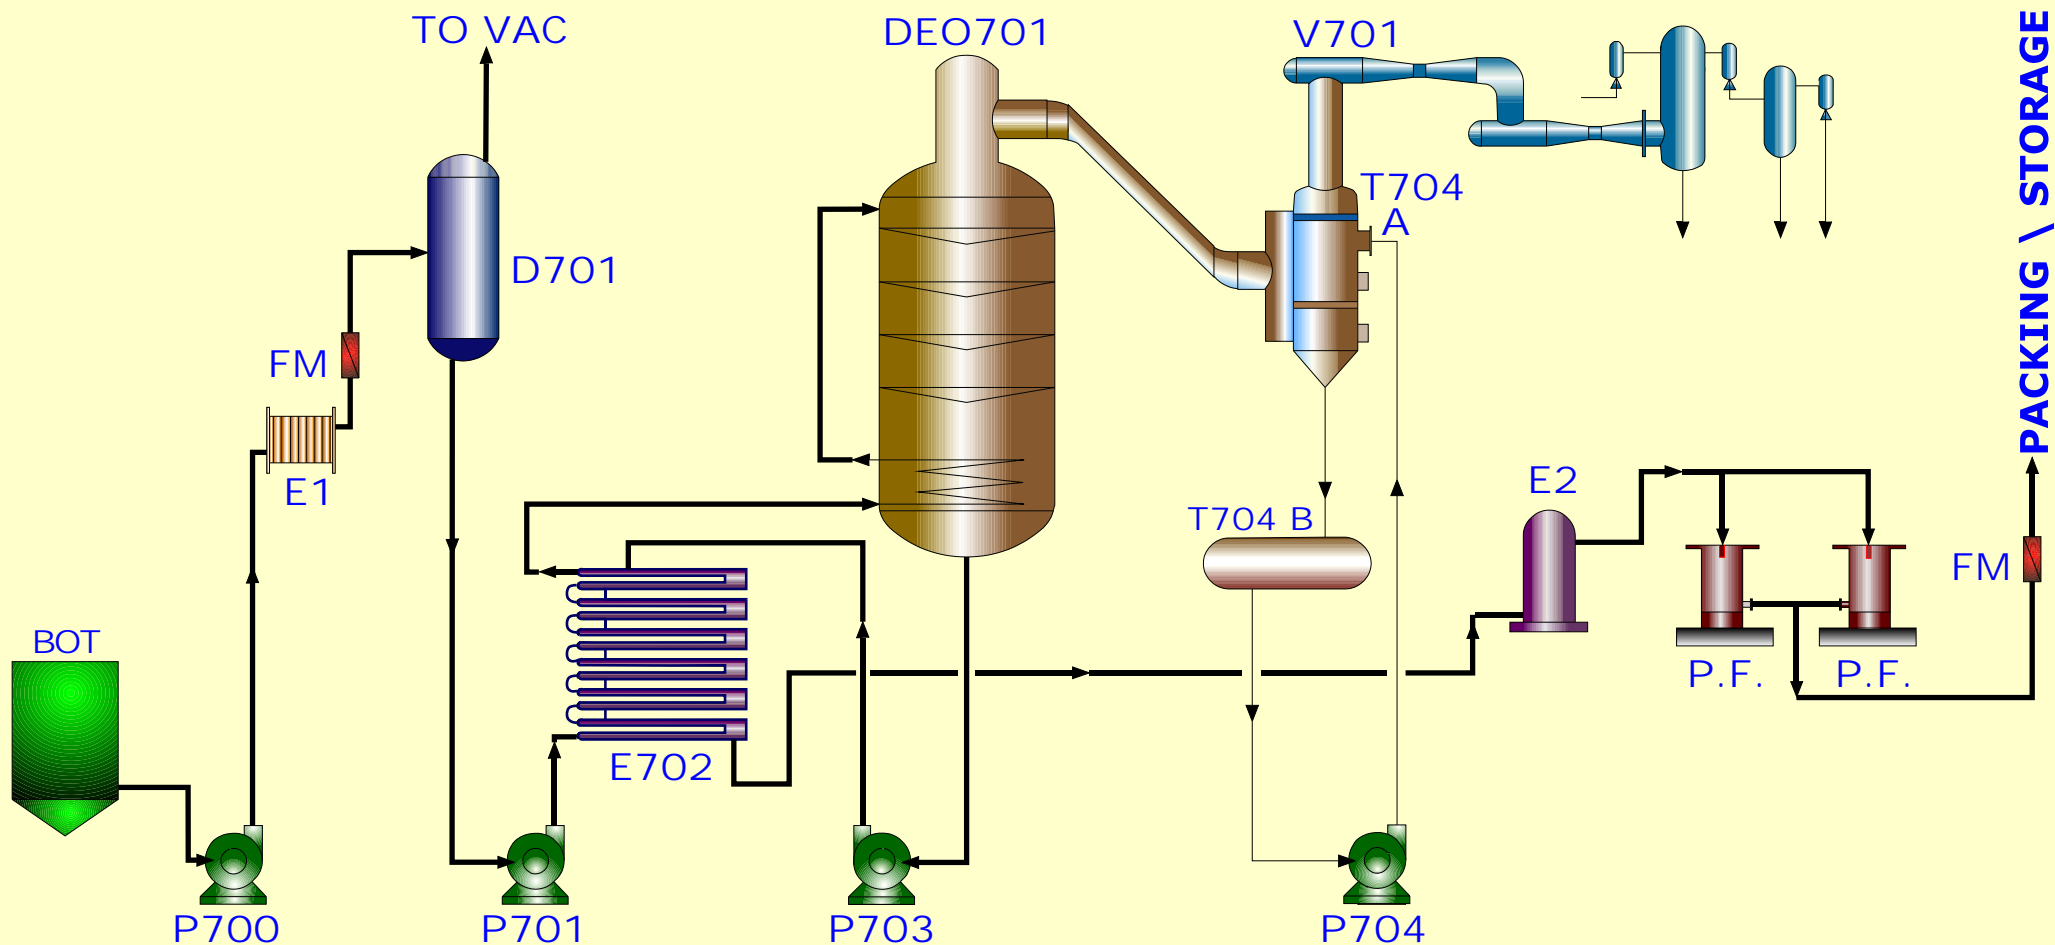 TO VAC
DEO701
V701
PACKING \ STORAGE
T704
A
D701
FM
E1
E2
T704 B
FM
BOT
P.F.
P.F.
E702
P700
P701
P703
P704